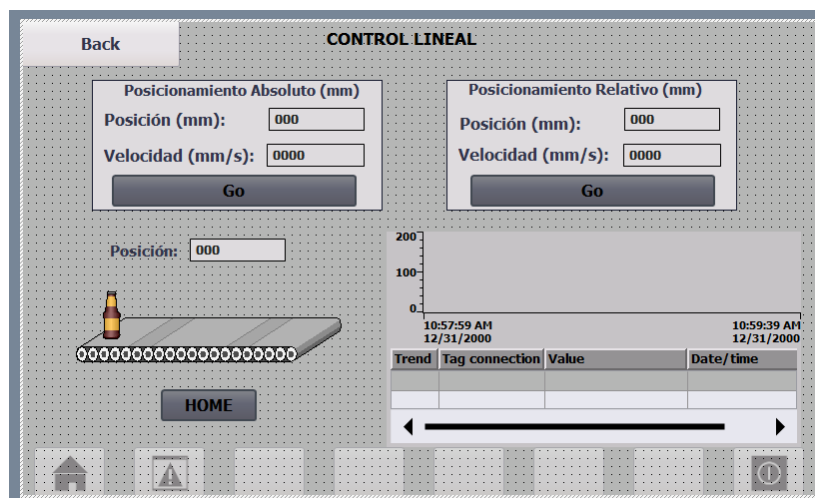 Back
CONTROL LINEAL
Posicionamiento Absoluto (mm)
Posición (mm): 000
Velocidad (mm/s): 0000
Go
Posicionamiento Relativo (mm)
Posición (mm): 000
Velocidad (mm/s): 0000
Go
Posición: 000
HOME
200
100
0
10:57:59 AM
12/31/2000
10:59:39 AM
12/31/2000
Trend Tag connection Value Date/time